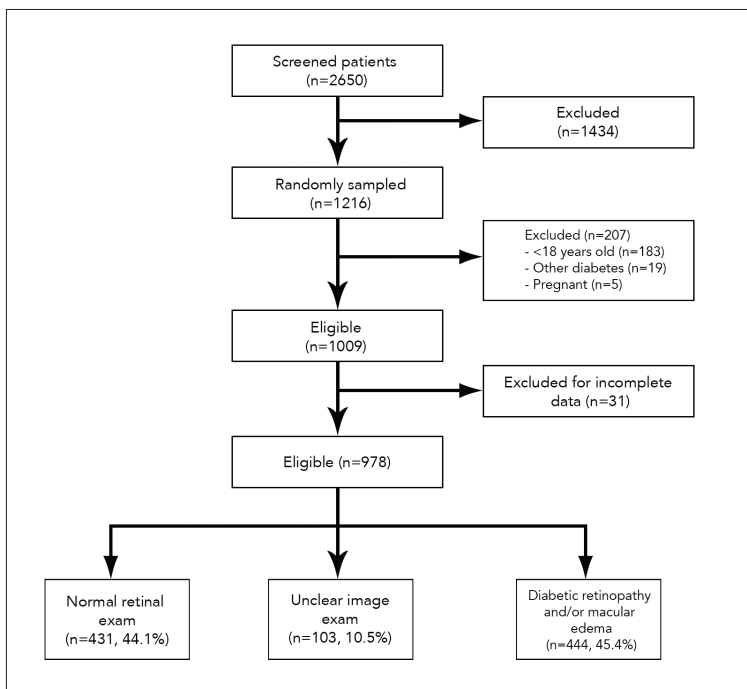 Screened patients
(n=2650)
Excluded
(n=1434)
Randomly sampled
(n=1216)
Excluded (n=207)
- <18 years old (n=183)
- Other diabetes (n=19)
- Pregnant (n=5)
Eligible
(n=1009)
Excluded for incomplete
data (n=31)
Eligible (n=978)
Normal retinal
exam
(n=431, 44.1%)
Unclear image
exam
(n=103, 10.5%)
Diabetic retinopathy
and/or macular
edema
(n=444, 45.4%)